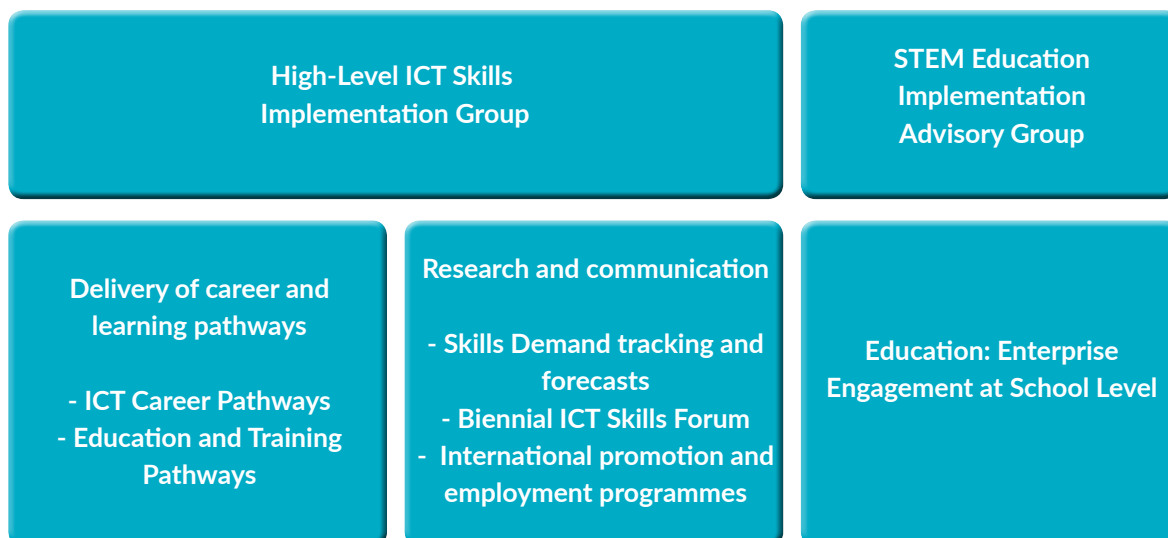 High-Level ICT Skills
Implementation Group
STEM Education
Implementation
Advisory Group
Delivery of career and
learning pathways
- ICT Career Pathways
- Education and Training
Pathways
Research and communication
- Skills Demand tracking and
forecasts
- Biennial ICT Skills Forum
- International promotion and
employment programmes
Education: Enterprise
Engagement at School Level